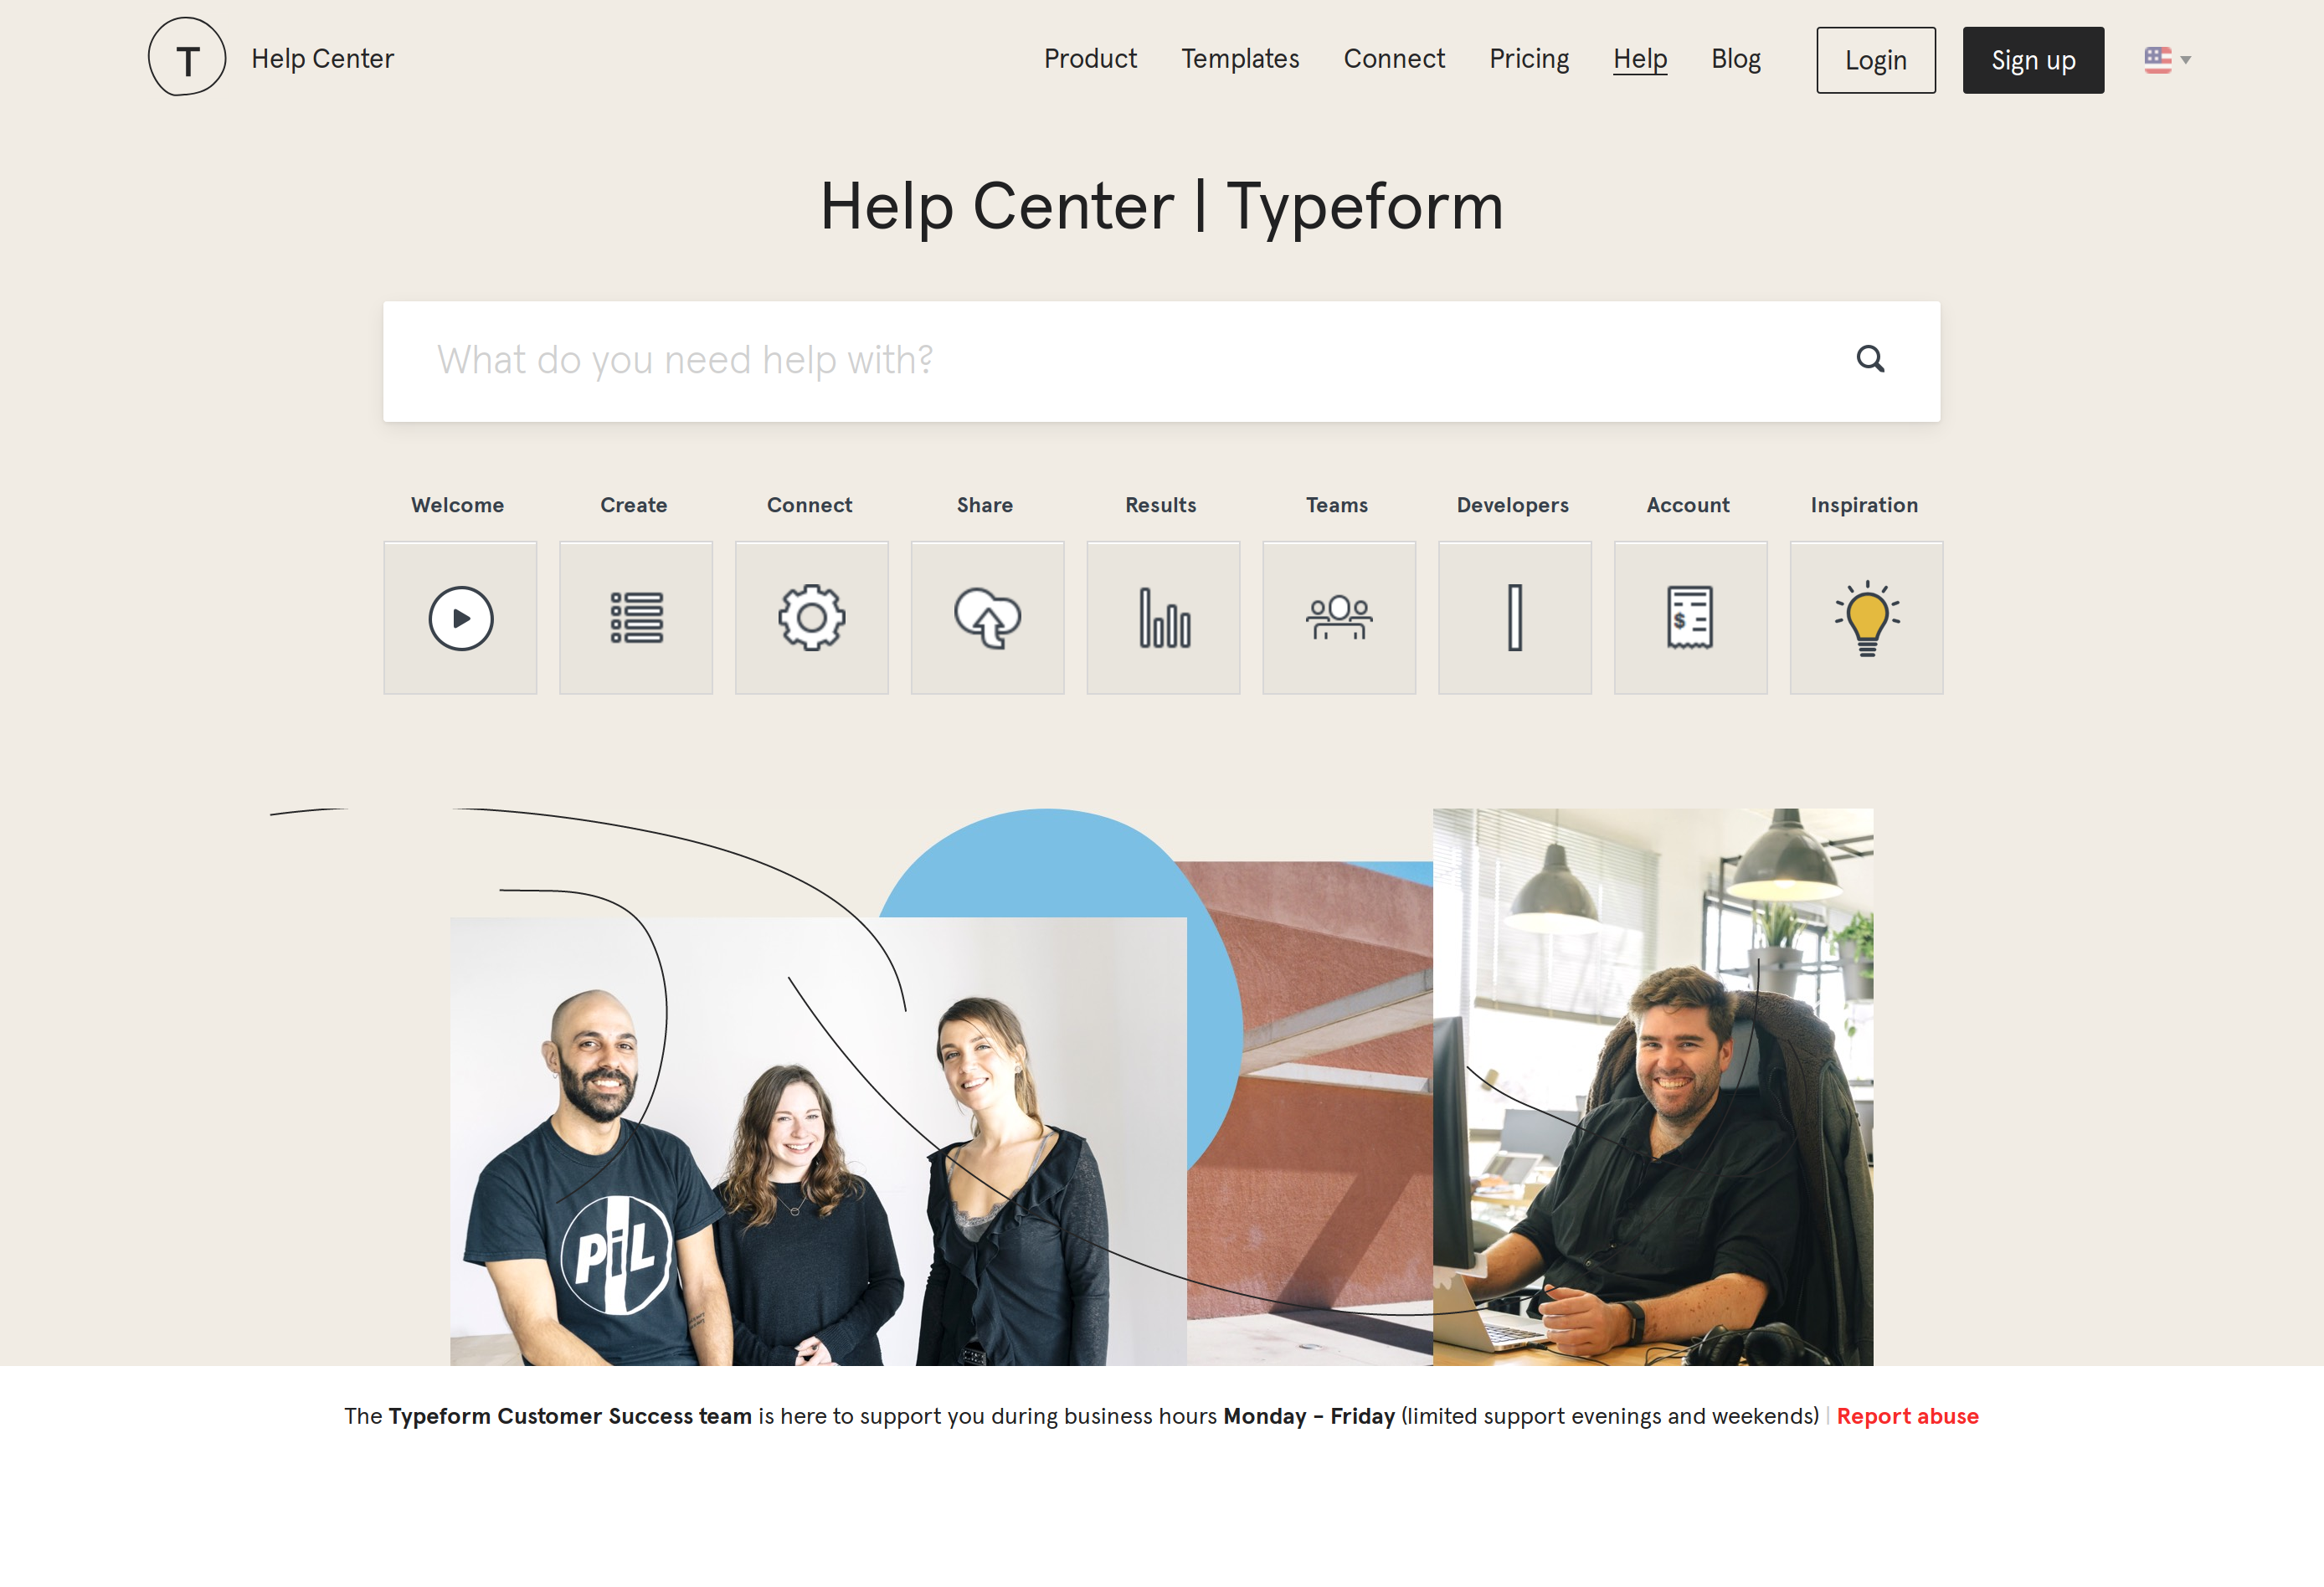 T
Help Center
Product Templates Connect Pricing Help Blog Login Sign up
Help Center | Typeform
What do you need help with?
Welcome Create Connect Share Results Teams Developers Account Inspiration
$
PiL
The Typeform Customer Success team is here to support you during business hours Monday - Friday (limited support evenings and weekends) | Report abuse